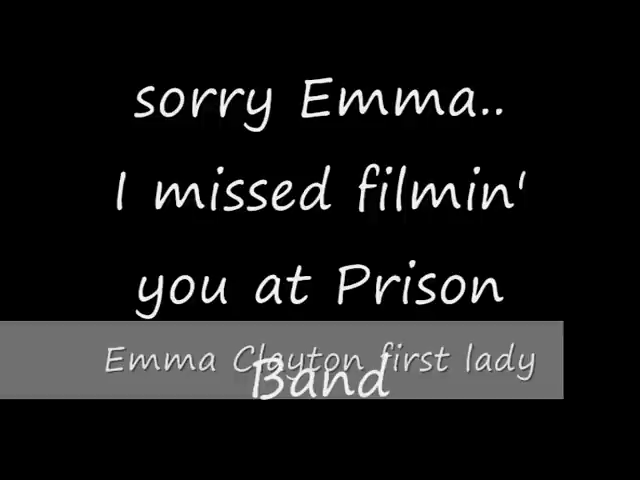 sorry Emma..
I missed filmin'
you at Prison
Emma Clayton first lady
Band